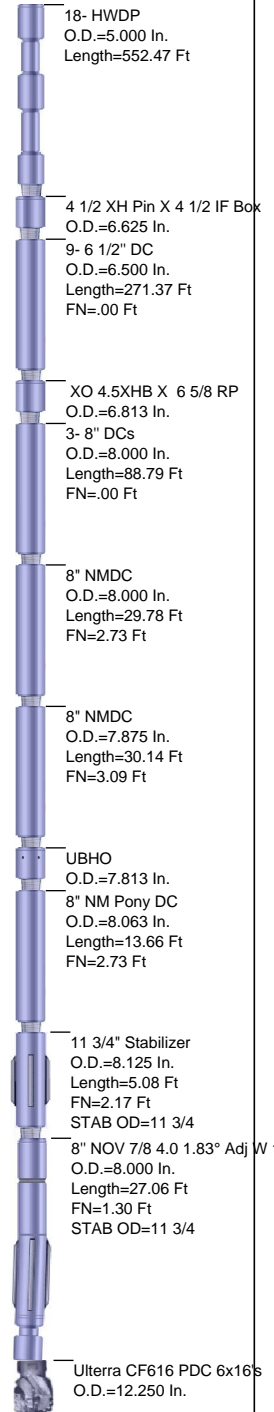 18- HWDP
O.D.=5.000 In.
Length=552.47 Ft
4 1/2 XH Pin X 4 1/2 IF Box
O.D.=6.625 In.
9- 6 1/2" DC
O.D.=6.500 In.
Length=271.37 Ft
FN=.00 Ft
XO 4.5XHB X 6 5/8 RP
O.D.=6.813 In.
3- 8" DCs
O.D.=8.000 In.
Length=88.79 Ft
FN=.00 Ft
8" NMDC
O.D.=8.000 In.
Length=29.78 Ft
FN=2.73 Ft
8" NMDC
O.D.=7.875 In.
Length=30.14 Ft
FN=3.09 Ft
UBHO
O.D.=7.813 In.
8" NM Pony DC
O.D.=8.063 In.
Length=13.66 Ft
FN=2.73 Ft
11 3/4" Stabilizer
O.D.=8.125 In.
Length=5.08 Ft
FN=2.17 Ft
STAB OD=11 3/4
8" NOV 7/8 4.0 1.83° Adj W
O.D.=8.000 In.
Length=27.06 Ft
FN=1.30 Ft
STAB OD=11 3/4
Ulterra CF616 PDC 6x16's
O.D.=12.250 In.